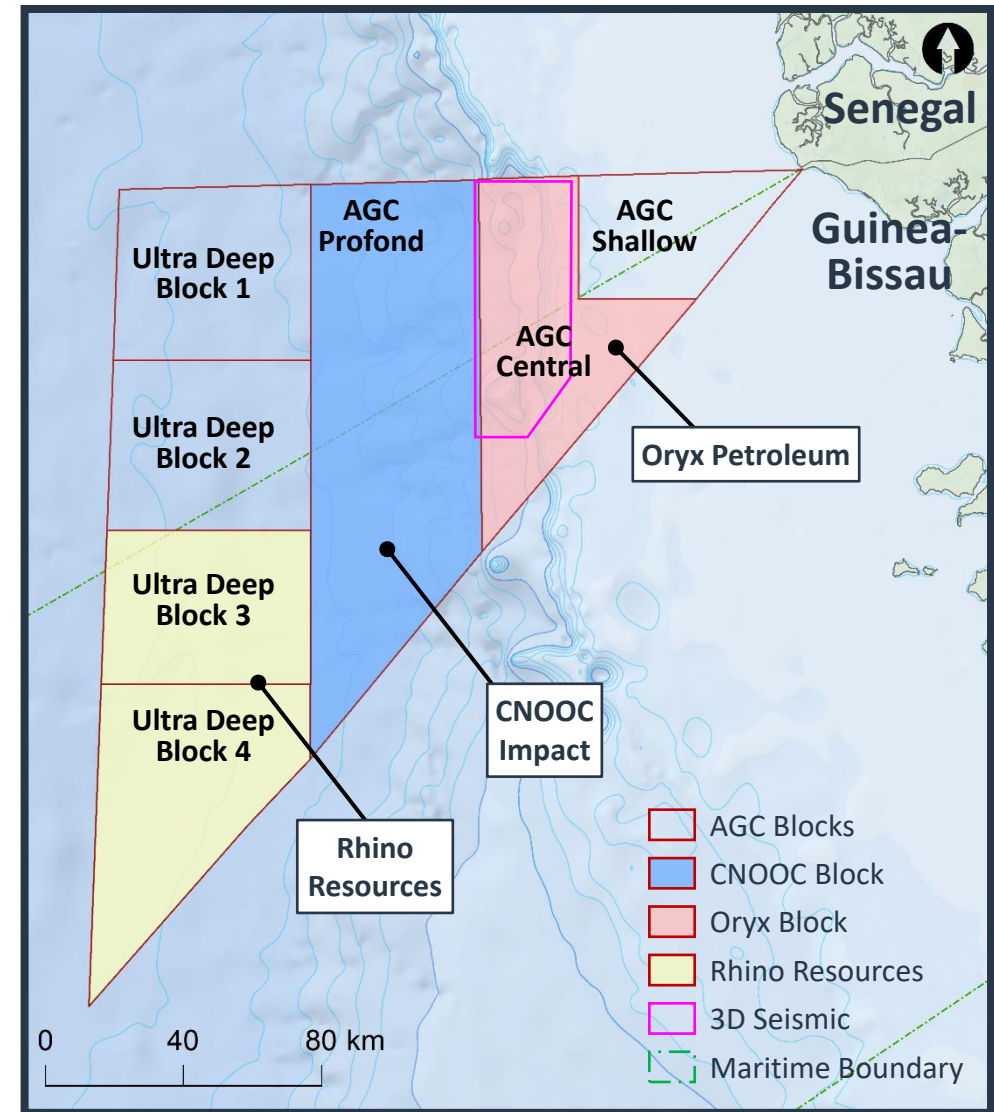 Senegal
Guinea-
Bissau
AGC
Profond
AGC
Shallow
Ultra Deep
Block 1
AGC
Central
Ultra Deep
Block 2
Oryx Petroleum
Ultra Deep
Block 3
CNOOC
Impact
Ultra Deep
Block 4
Rhino
Resources
AGC Blocks
CNOOC Block
Oryx Block
Rhino Resources
3D Seismic
Maritime Boundary
0 40 80 km